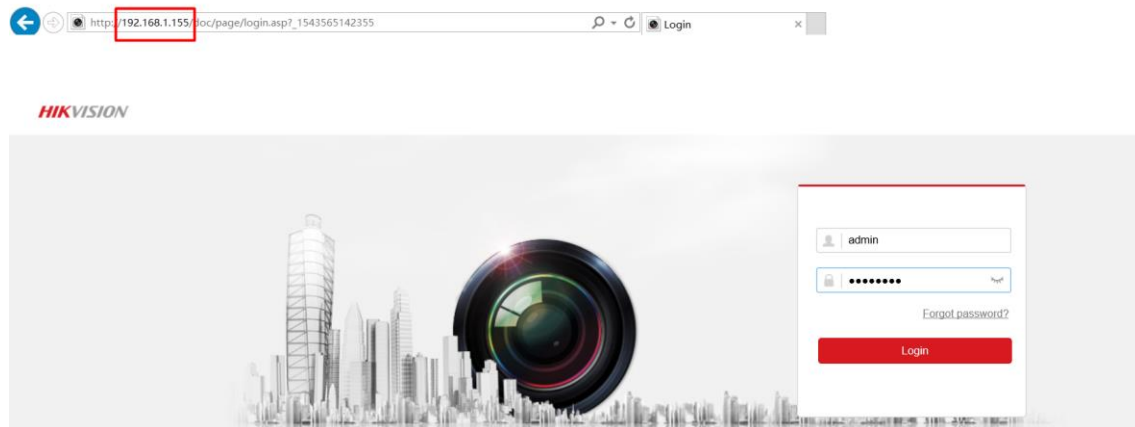 http://192.168.1.155/doc/page/login.asp?_1543565142355
Login
HIKVISION
admin
Forgot password?
Login